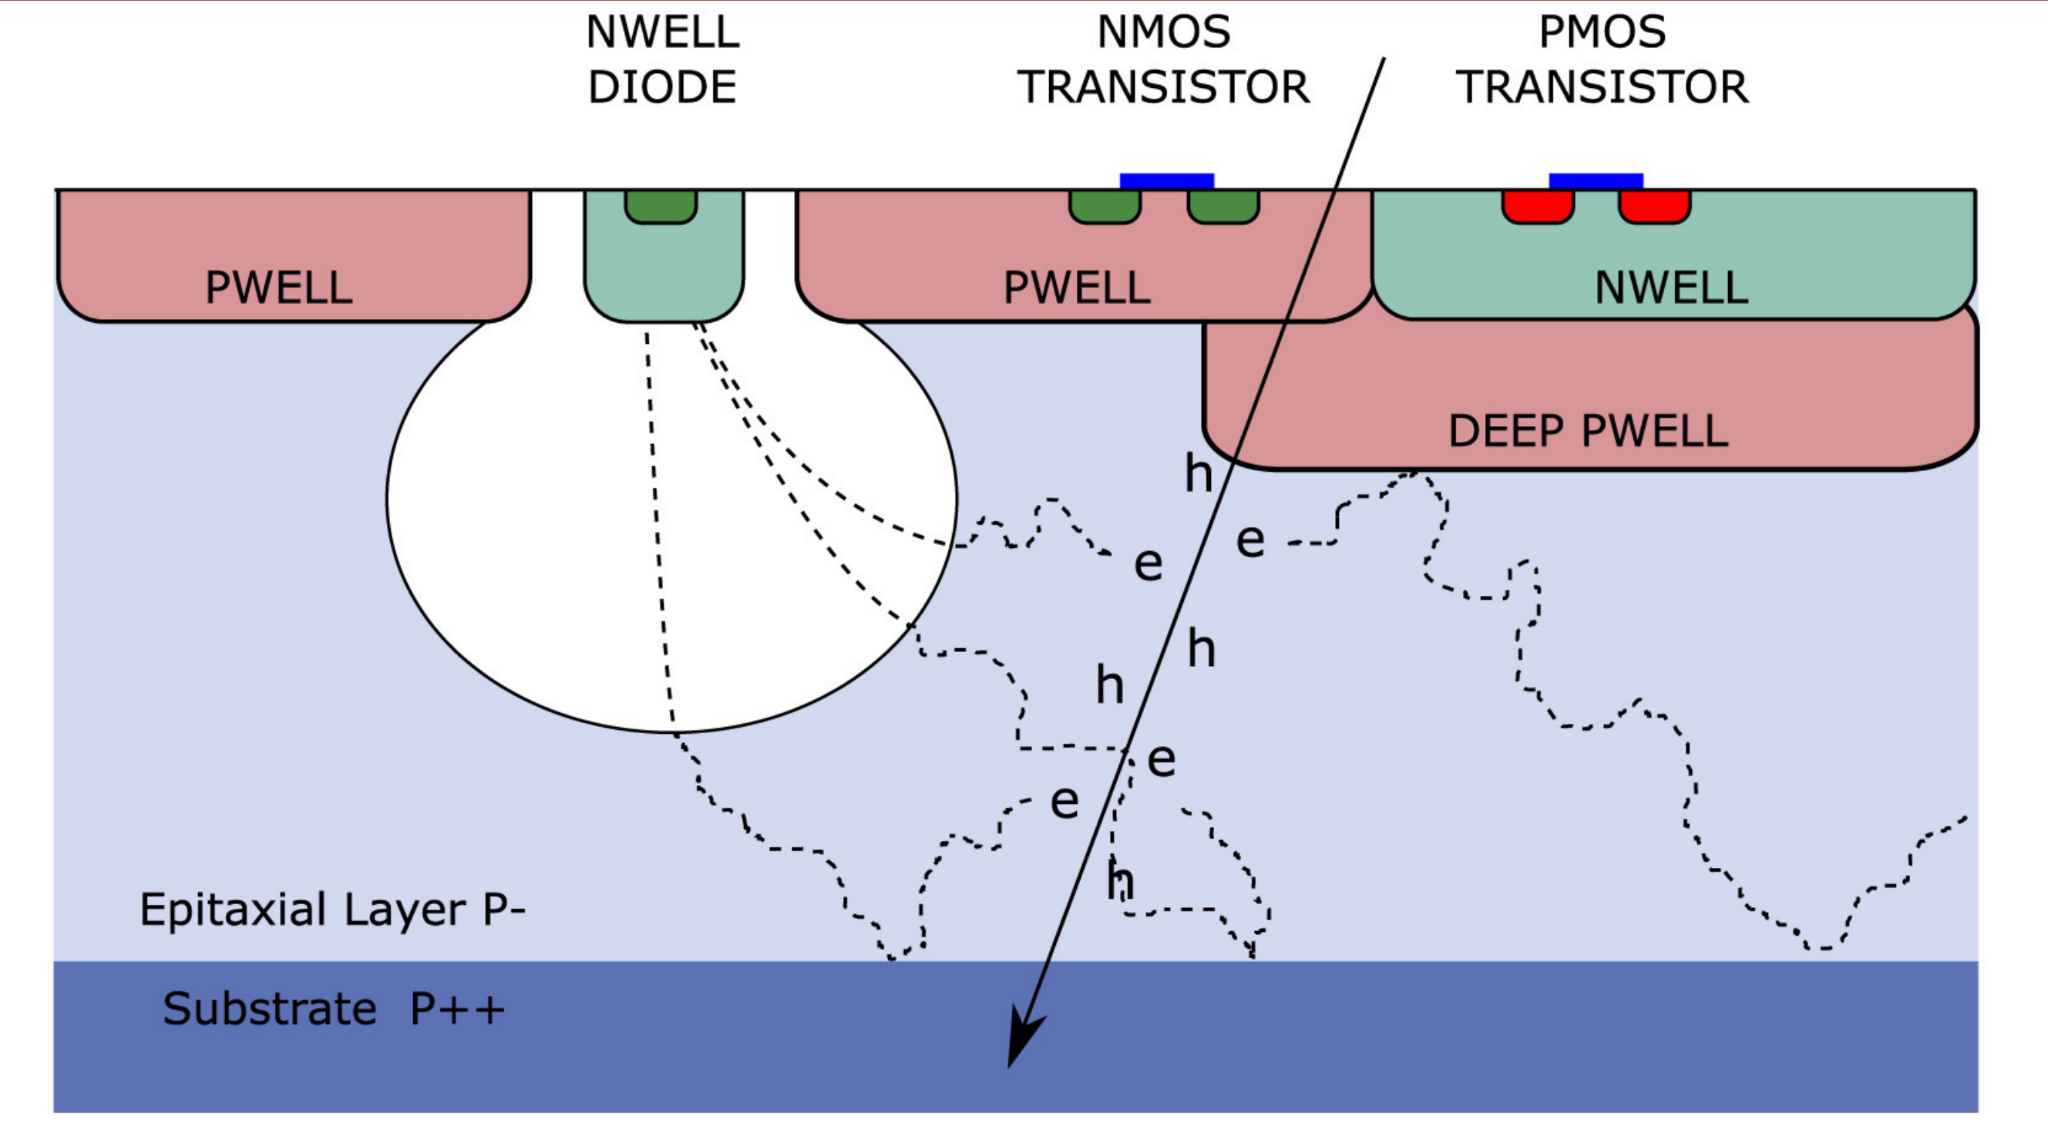 NWELL
DIODE
NMOS
TRANSISTOR
PMOS
TRANSISTOR
PWELL
PWELL
NWELL
DEEP PWELL
h
e
e
h
h
e
e
h
Epitaxial Layer P-
Substrate P++